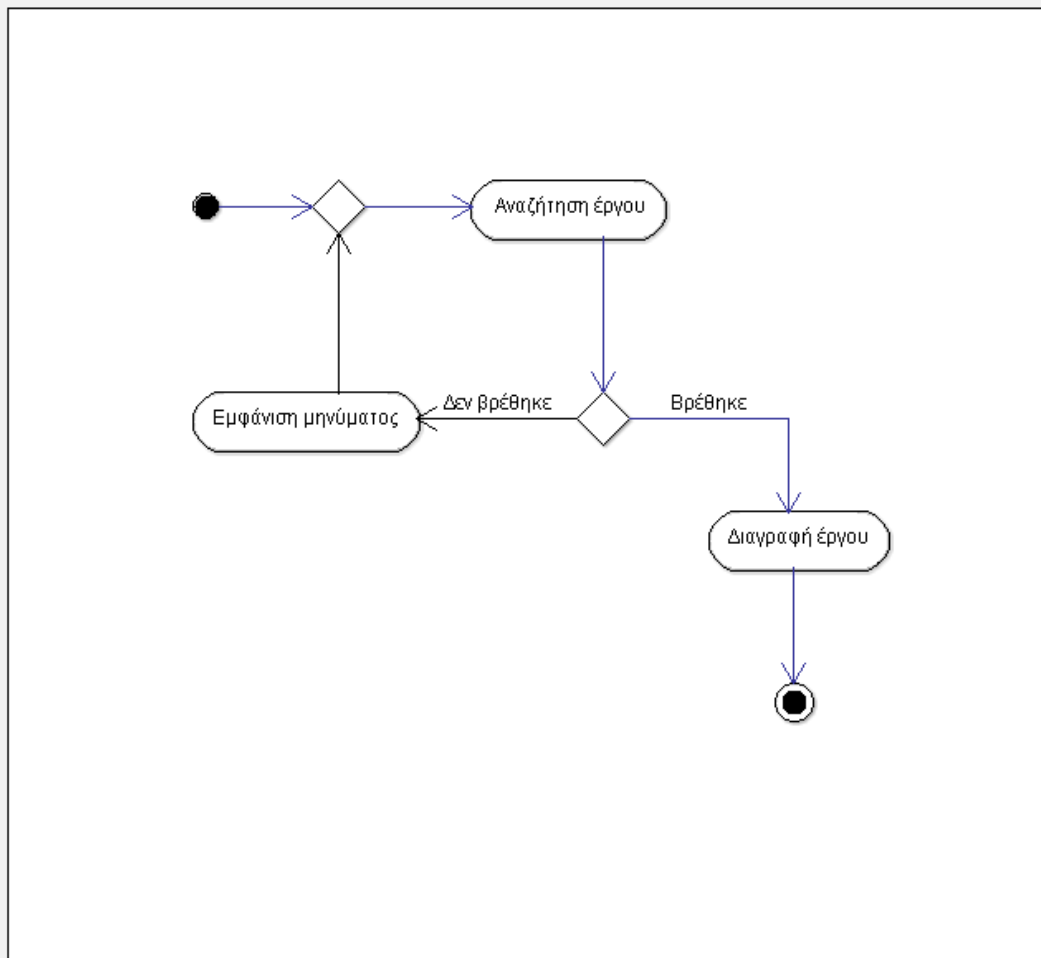 Αναζήτηση έργου
Δεν βρέθηκε
Βρέθηκε
Εμφάνιση μηνύματος
Διαγραφή έργου